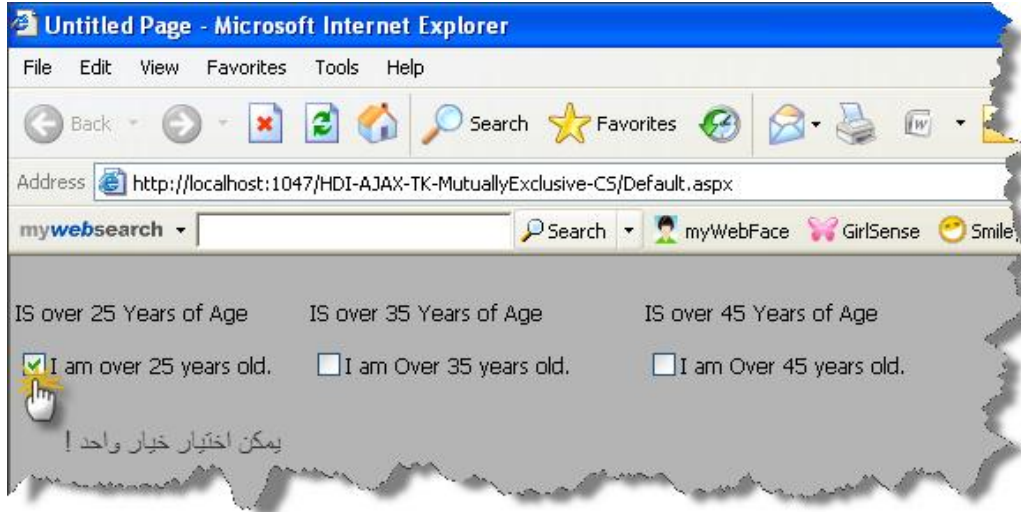 Untitled Page - Microsoft Internet Explorer
File Edit View Favorites Tools Help
Back Search Favorites W
Address http://localhost:1047/HDI-AJAX-TK-MutuallyExclusive-CS/Default.aspx
mywebsearch Search myWebFace GirlSense Smile
IS over 25 Years of Age IS over 35 Years of Age IS over 45 Years of Age
I am over 25 years old. I am Over 35 years old. I am Over 45 years old.
يمكن اختيار خيار واحد !